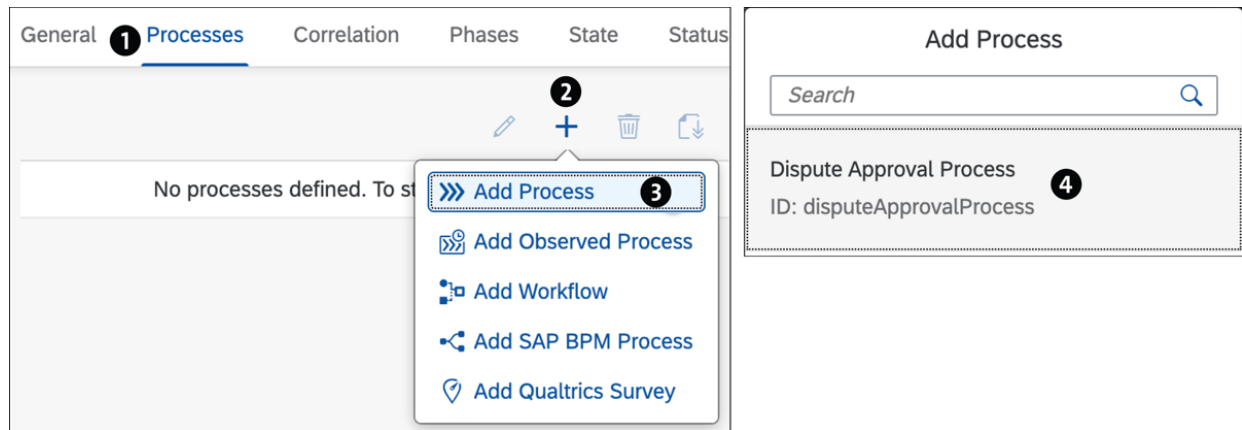 General 1 Processes Correlation Phases State Status
2
No processes defined. To st
Add Process 3
Add Observed Process
Add Workflow
Add SAP BPM Process
Add Qualtrics Survey
Add Process
Search
Dispute Approval Process
4
ID: disputeApprovalProcess